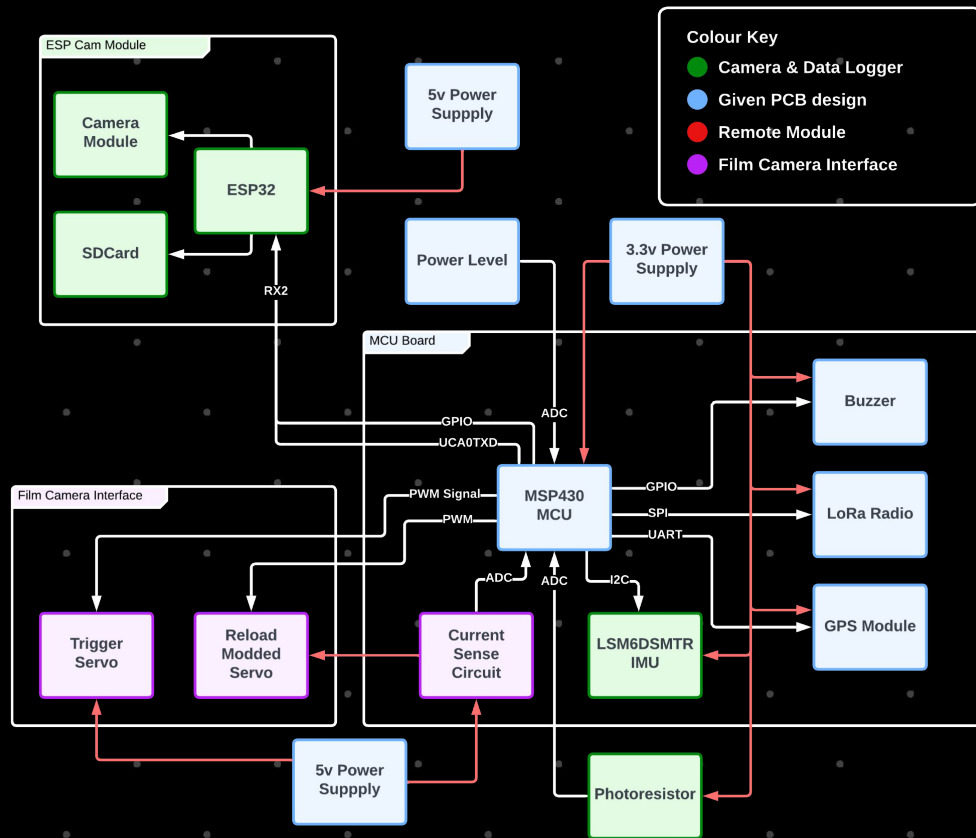 ESP Cam Module
Camera
Module
ESP32
SDCard
RX2
5v Power
Suppply
Power Level
3.3v Power
Suppply
Colour Key
Camera & Data Logger
Given PCB design
Remote Module
Film Camera Interface
MCU Board
Buzzer
LoRa Radio
GPS Module
ADC
GPIO
UCA0TXD
PWM Signal
PWM
MSP430
MCU
GPIO
SPI
UART
ADC
ADC
I2C
Film Camera Interface
Trigger
Servo
Reload
Modded
Servo
Current
Sense
Circuit
LSM6DSMTR
IMU
5v Power
Suppply
Photoresistor